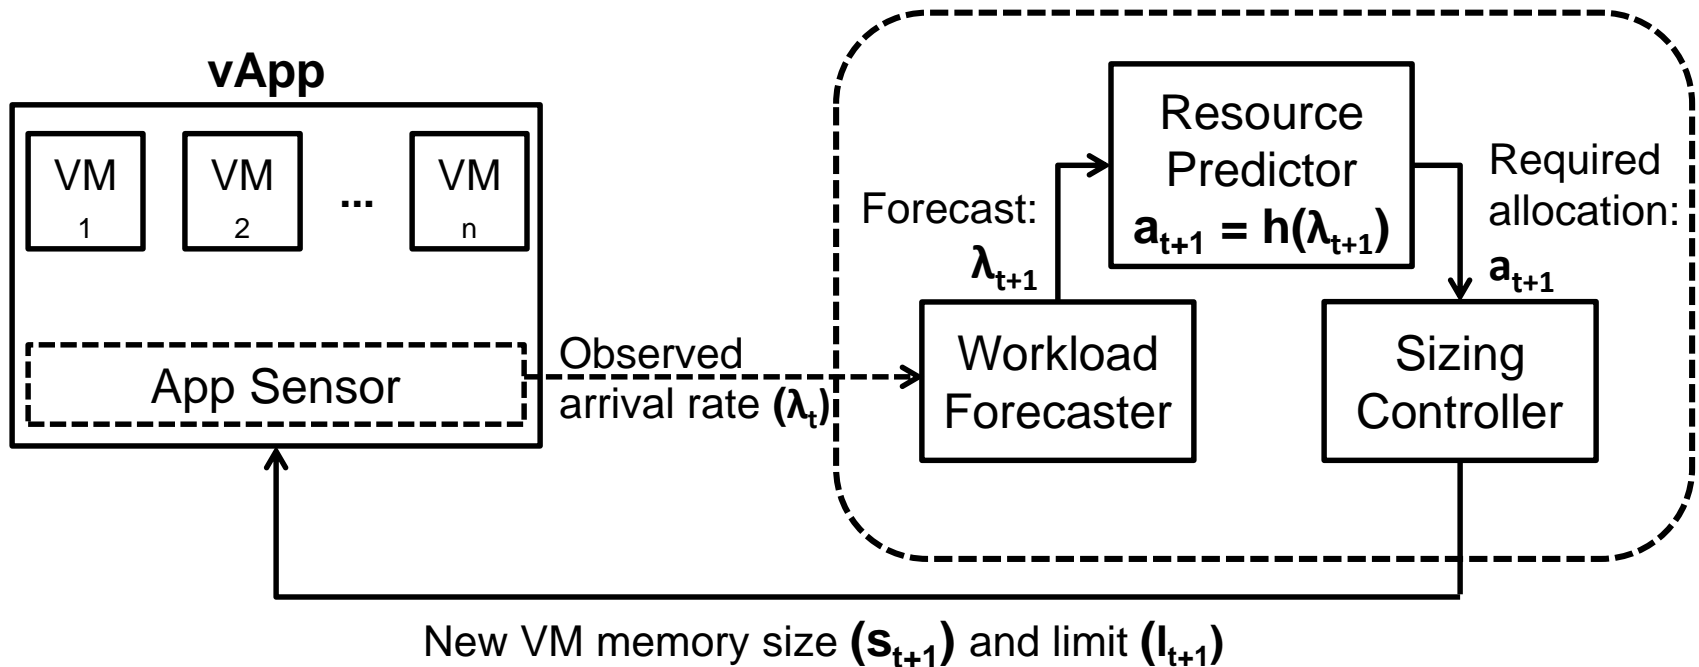 vApp
VM
1
VM
2
...
VM
n
App Sensor
Observed
arrival rate (λt)
Forecast:
λt+1
Resource
Predictor
at+1 = h(λt+1)
Required
allocation:
at+1
Workload
Forecaster
Sizing
Controller
New VM memory size (st+1) and limit (lt+1)